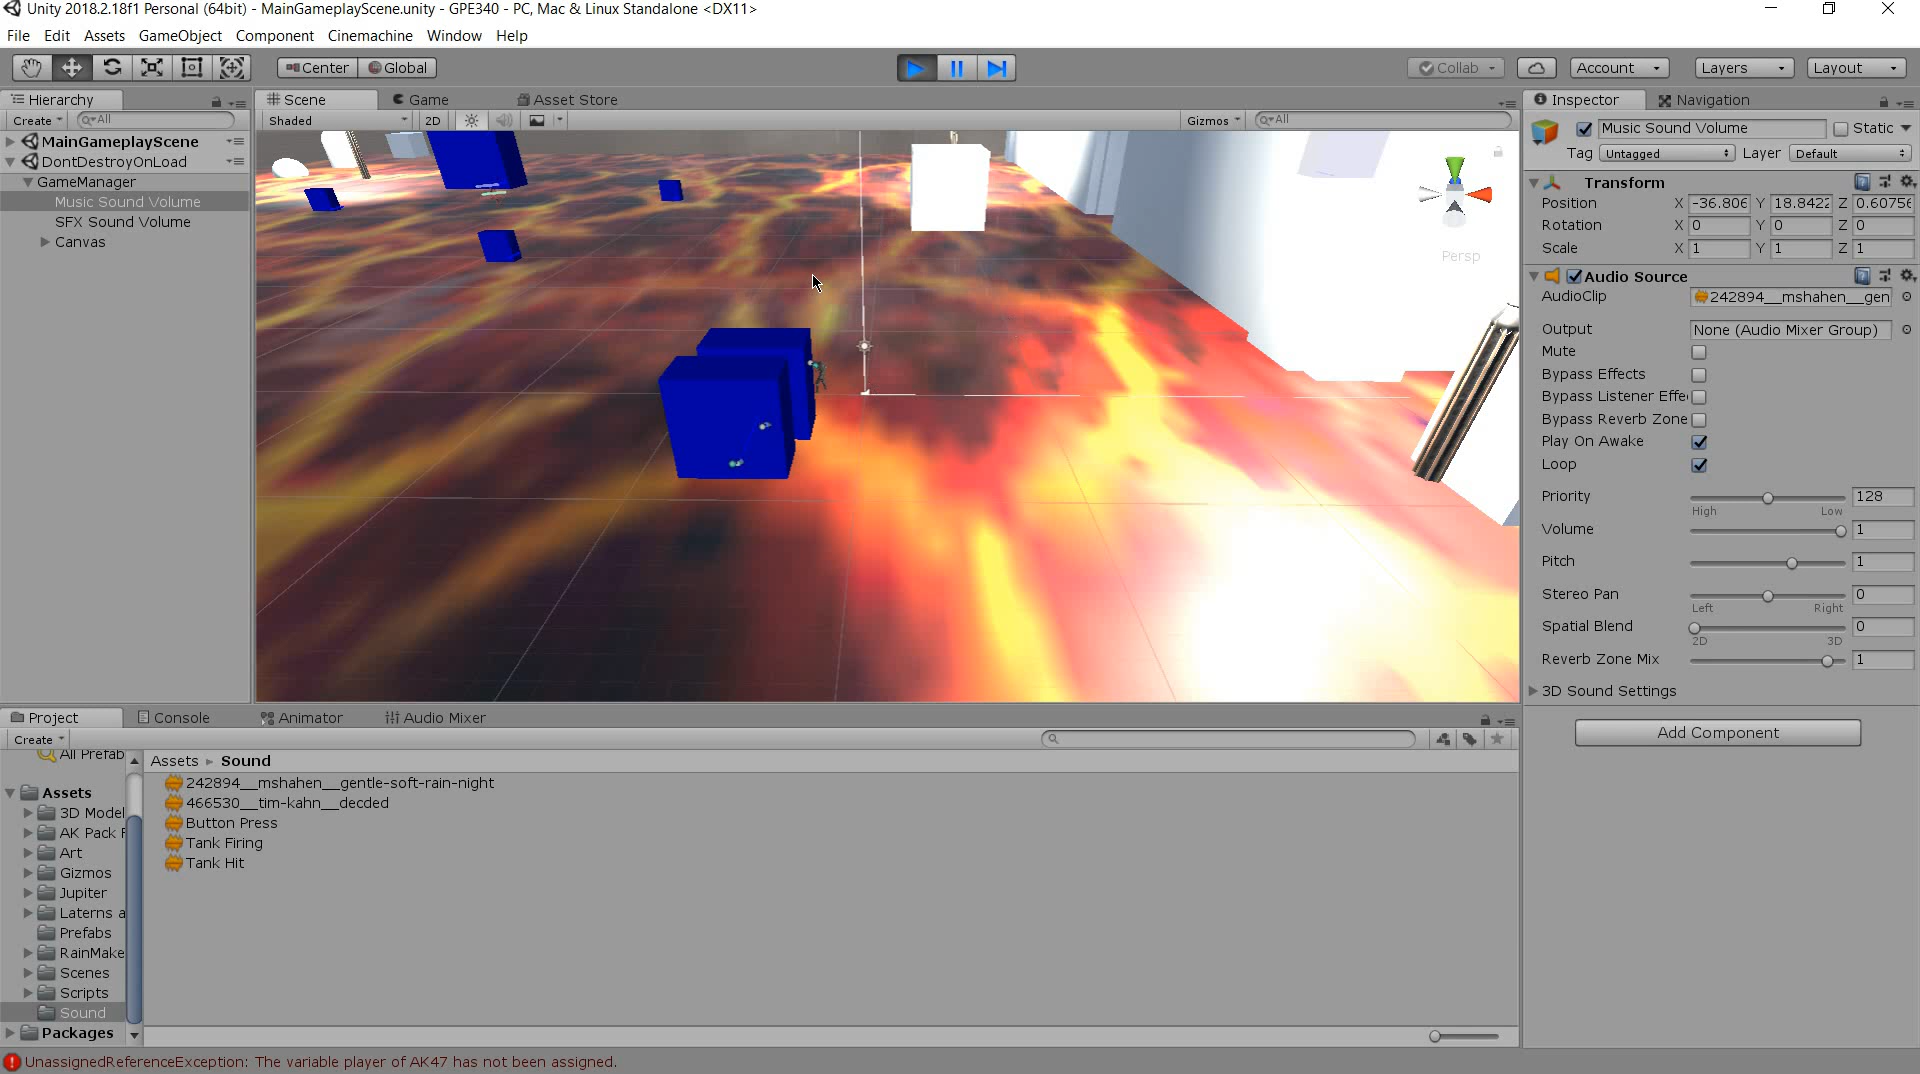 Unity 2018.2.18f1 Personal (64bit) - MainGameplayScene.unity - GPE340 - PC, Mac & Linux Standalone <DX11>
File Edit Assets GameObject Component Cinemachine Window Help
Center Global Collab Account Layers Layout
Hierarchy
Create All
MainGameplayScene
DontDestroyOnLoad
GameManager
Music Sound Volume
SFX Sound Volume
Canvas
Scene Game Asset Store
Shaded 2D Gizmos All
Persp
Inspector Navigation
Music Sound Volume Static
Tag Untagged Layer Default
Transform
Position X -36.806 Y 18.8422 Z 0.60756
Rotation X 0 Y 0 Z 0
Scale X 1 Y 1 Z 1
Audio Source
AudioClip 242894__mshahen__gen
Output None (Audio Mixer Group)
Mute
Bypass Effects
Bypass Listener Effe
Bypass Reverb Zone
Play On Awake
Loop
Priority 128
High Low
Volume 1
Pitch 1
Stereo Pan 0
Left Right
Spatial Blend 0
2D 3D
Reverb Zone Mix 1
3D Sound Settings
Add Component
Project Console Animator Audio Mixer
Create
All Prefab
Assets
3D Model
AK Pack F
Art
Gizmos
Jupiter
Laterns a
Prefabs
RainMake
Scenes
Scripts
Sound
Packages
Assets Sound
242894__mshahen__gentle-soft-rain-night
466530__tim-kahn__decded
Button Press
Tank Firing
Tank Hit
UnassignedReferenceException: The variable player of AK47 has not been assigned.